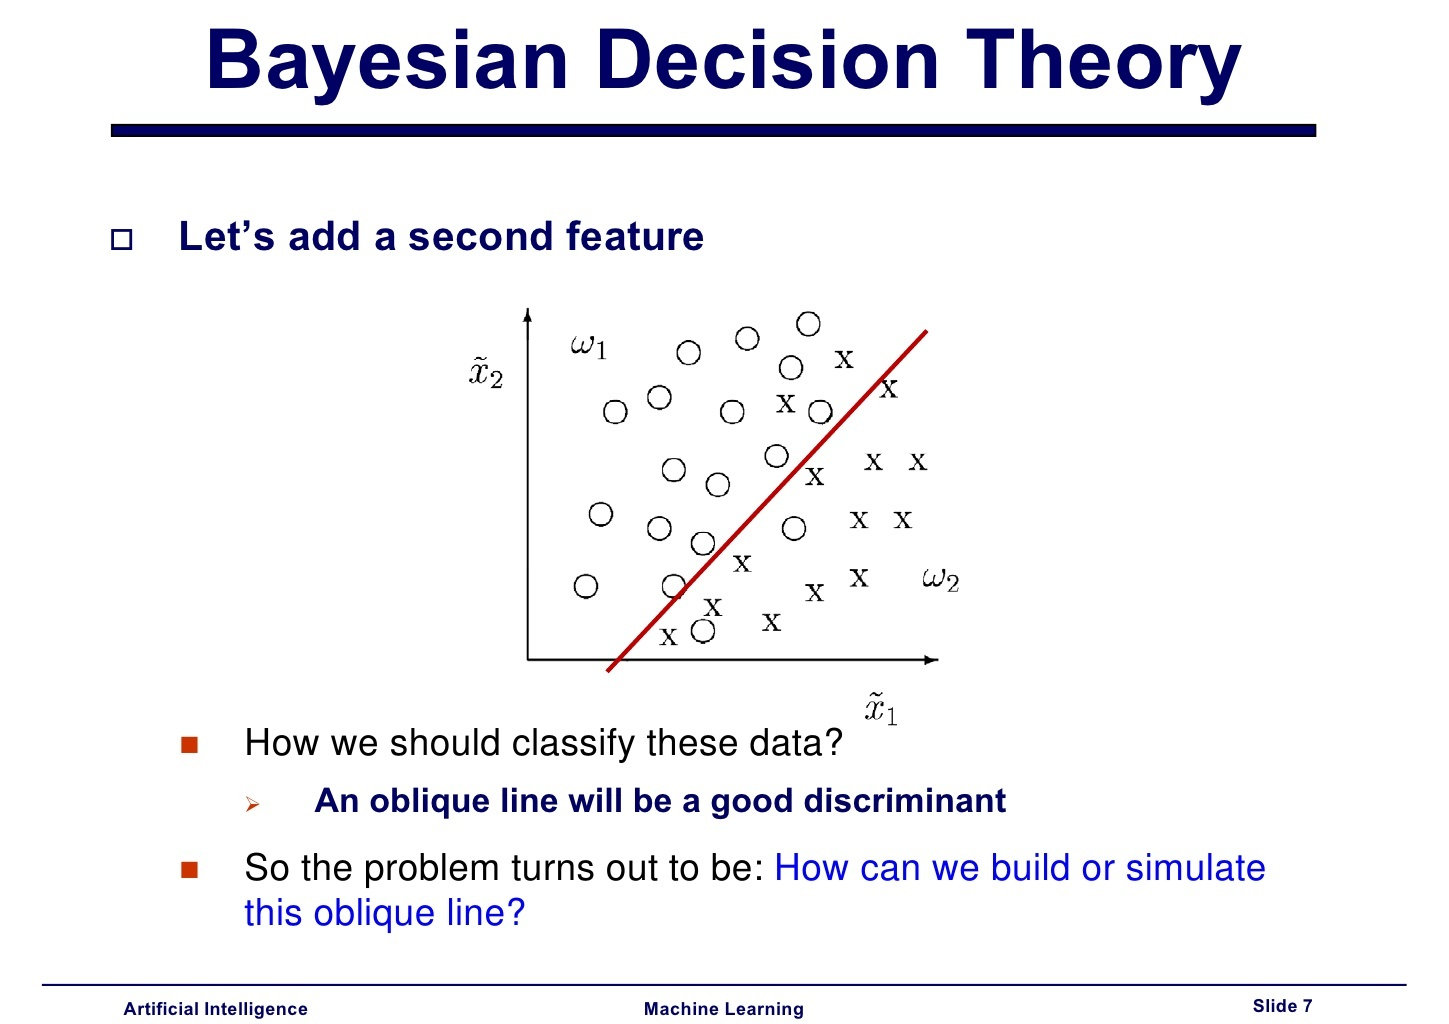 Bayesian Decision Theory
Let’s add a second feature
ω₁
x̃₂
x
x
x
x
x
x
x
x
x
x
x
x
ω₂
x
x
x
x̃₁
How we should classify these data?
An oblique line will be a good discriminant
So the problem turns out to be: How can we build or simulate
this oblique line?
Artificial Intelligence
Machine Learning
Slide 7